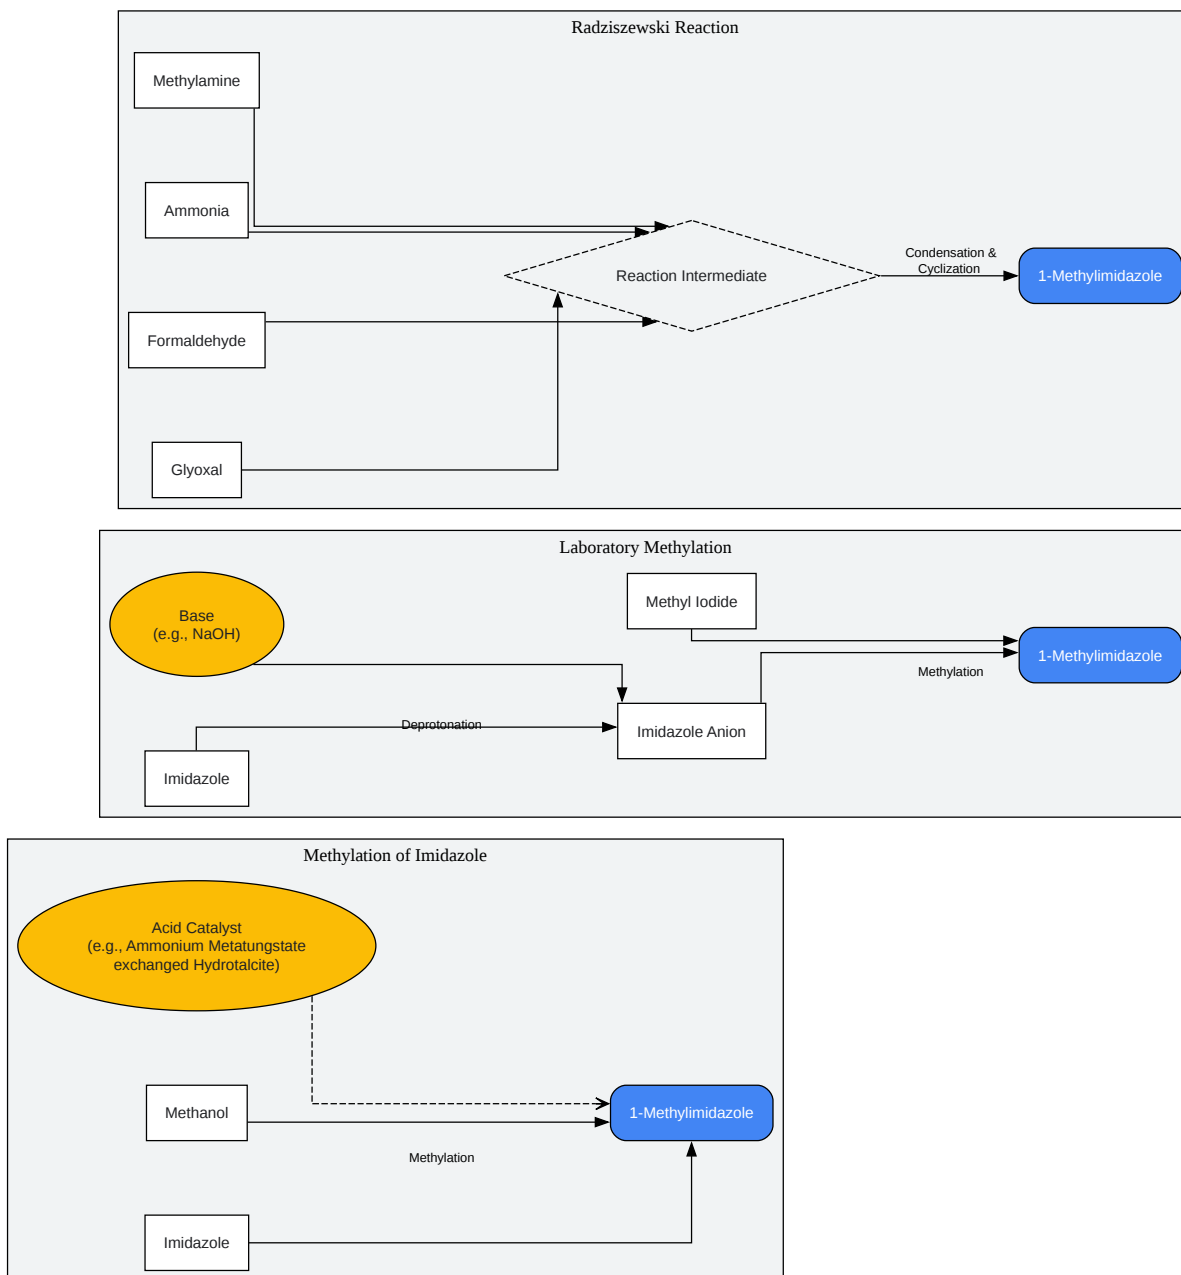 Radziszewski Reaction
Methylamine
Ammonia
Reaction Intermediate
Condensation &
Cyclization
1-Methylimidazole
Formaldehyde
Glyoxal
Laboratory Methylation
Base
(e.g., NaOH)
Methyl Iodide
1-Methylimidazole
Methylation
Deprotonation
Imidazole Anion
Imidazole
Methylation of Imidazole
Acid Catalyst
(e.g., Ammonium Metatungstate
exchanged Hydrotalcite)
Methanol
1-Methylimidazole
Methylation
Imidazole